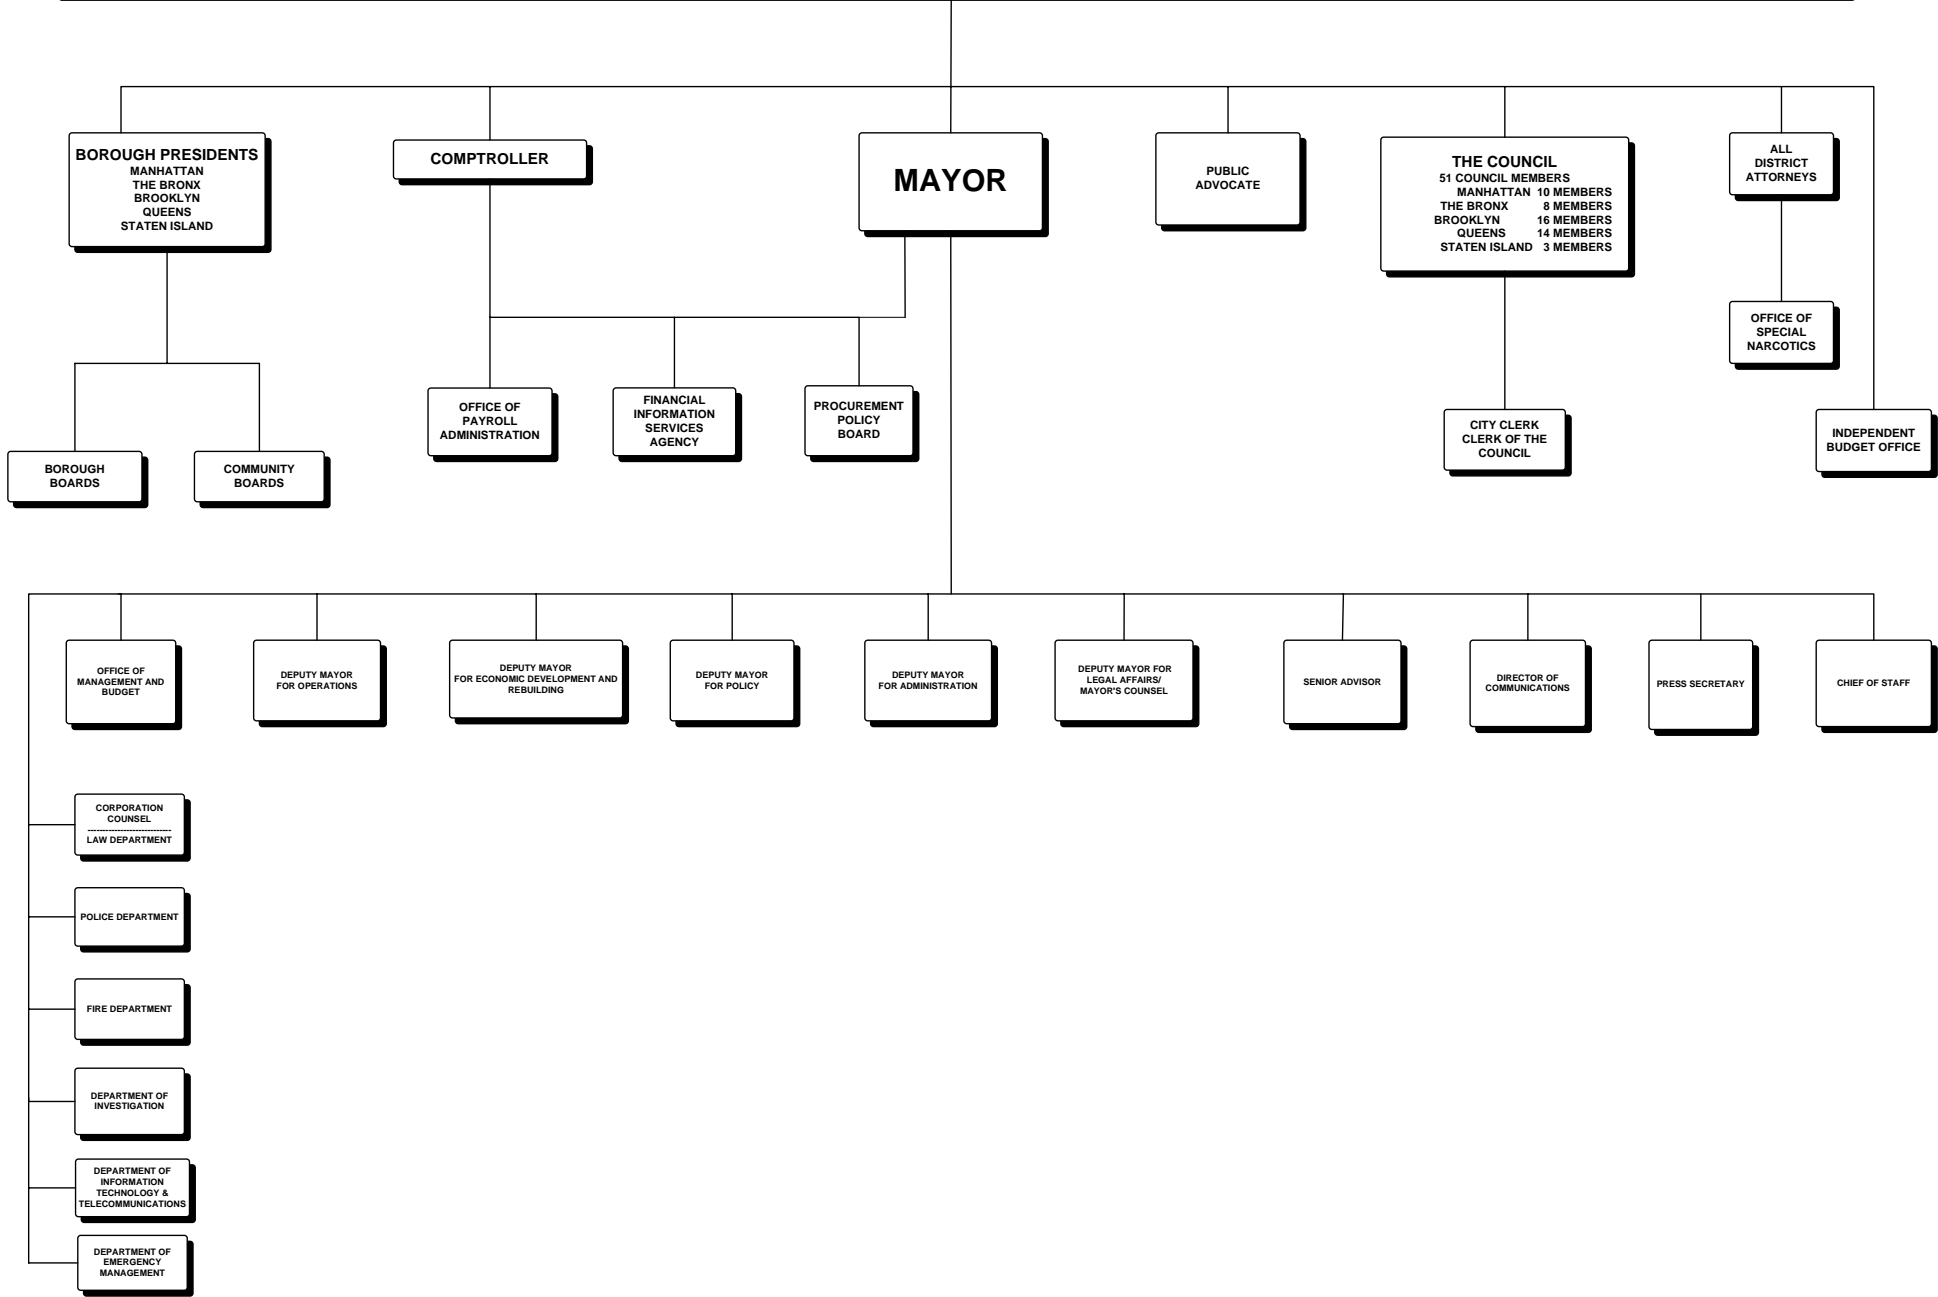 BOROUGH PRESIDENTS
MANHATTAN
THE BRONX
BROOKLYN
QUEENS
STATEN ISLAND
COMPTROLLER
MAYOR
PUBLIC
ADVOCATE
THE COUNCIL
51 COUNCIL MEMBERS
MANHATTAN 10 MEMBERS
THE BRONX 8 MEMBERS
BROOKLYN 16 MEMBERS
QUEENS 14 MEMBERS
STATEN ISLAND 3 MEMBERS
ALL
DISTRICT
ATTORNEYS
OFFICE OF
SPECIAL
NARCOTICS
OFFICE OF
PAYROLL
ADMINISTRATION
FINANCIAL
INFORMATION
SERVICES
AGENCY
PROCUREMENT
POLICY
BOARD
CITY CLERK
CLERK OF THE
COUNCIL
INDEPENDENT
BUDGET OFFICE
BOROUGH
BOARDS
COMMUNITY
BOARDS
OFFICE OF
MANAGEMENT AND
BUDGET
DEPUTY MAYOR
FOR OPERATIONS
DEPUTY MAYOR
FOR ECONOMIC DEVELOPMENT AND
REBUILDING
DEPUTY MAYOR
FOR POLICY
DEPUTY MAYOR
FOR ADMINISTRATION
DEPUTY MAYOR FOR
LEGAL AFFAIRS/
MAYOR'S COUNSEL
SENIOR ADVISOR
DIRECTOR OF
COMMUNICATIONS
PRESS SECRETARY
CHIEF OF STAFF
CORPORATION
COUNSEL
----------------------------
LAW DEPARTMENT
POLICE DEPARTMENT
FIRE DEPARTMENT
DEPARTMENT OF
INVESTIGATION
DEPARTMENT OF
INFORMATION
TECHNOLOGY &
TELECOMMUNICATIONS
DEPARTMENT OF
EMERGENCY
MANAGEMENT